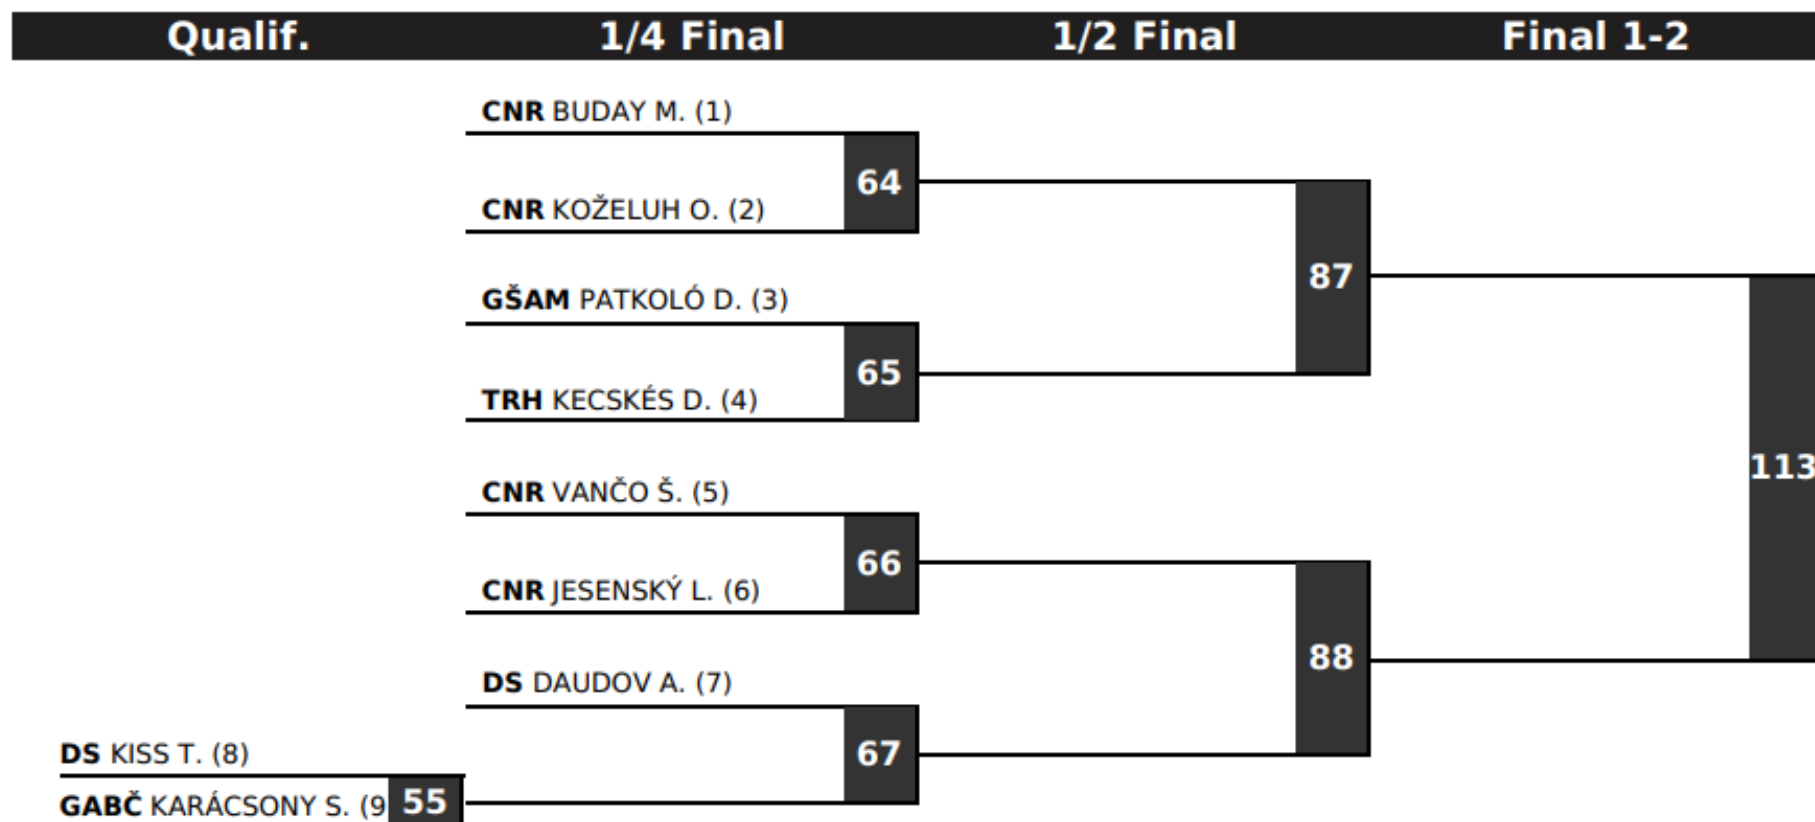 Qualif. 1/4 Final 1/2 Final Final 1-2
CNR BUDAY M. (1)
64
CNR KOŽELUH O. (2)
87
GŠAM PATKOLÓ D. (3)
65
TRH KECSKÉS D. (4)
113
CNR VANČO Š. (5)
66
CNR JESENSKÝ L. (6)
88
DS DAUDOV A. (7)
DS KISS T. (8)
67
GABČ KARÁCSONY S. (9
55